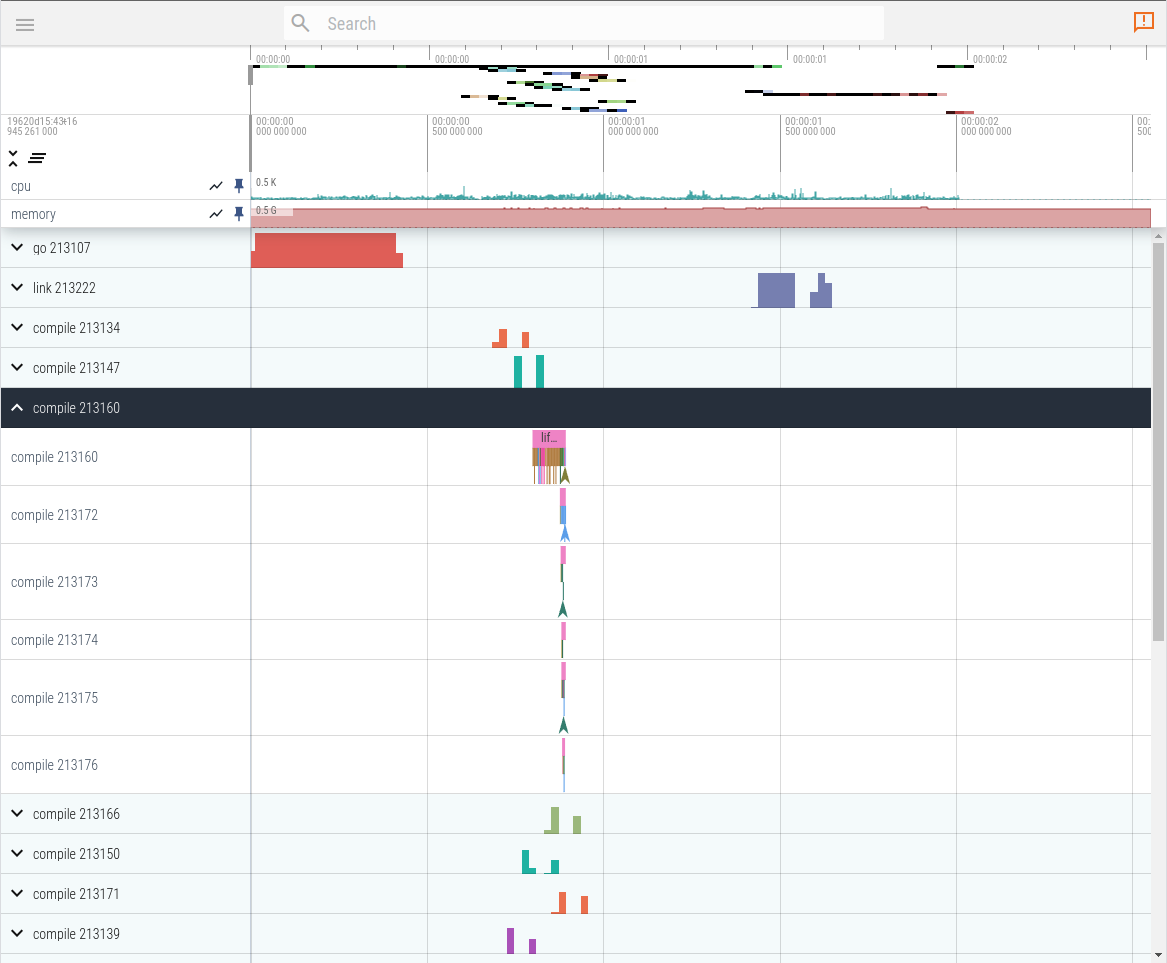 Search
00:00:00
00:00:00
00:00:01
00:00:01
00:00:02
19620d15:43:16
945 261 000
00:00:00
000 000 000
00:00:00
500 000 000
00:00:01
000 000 000
00:00:01
500 000 000
00:00:02
000 000 000
00:
500
cpu
0.5 K
memory
0.5 G
go 213107
link 213222
compile 213134
compile 213147
compile 213160
compile 213160
lif...
compile 213172
compile 213173
compile 213174
compile 213175
compile 213176
compile 213166
compile 213150
compile 213171
compile 213139